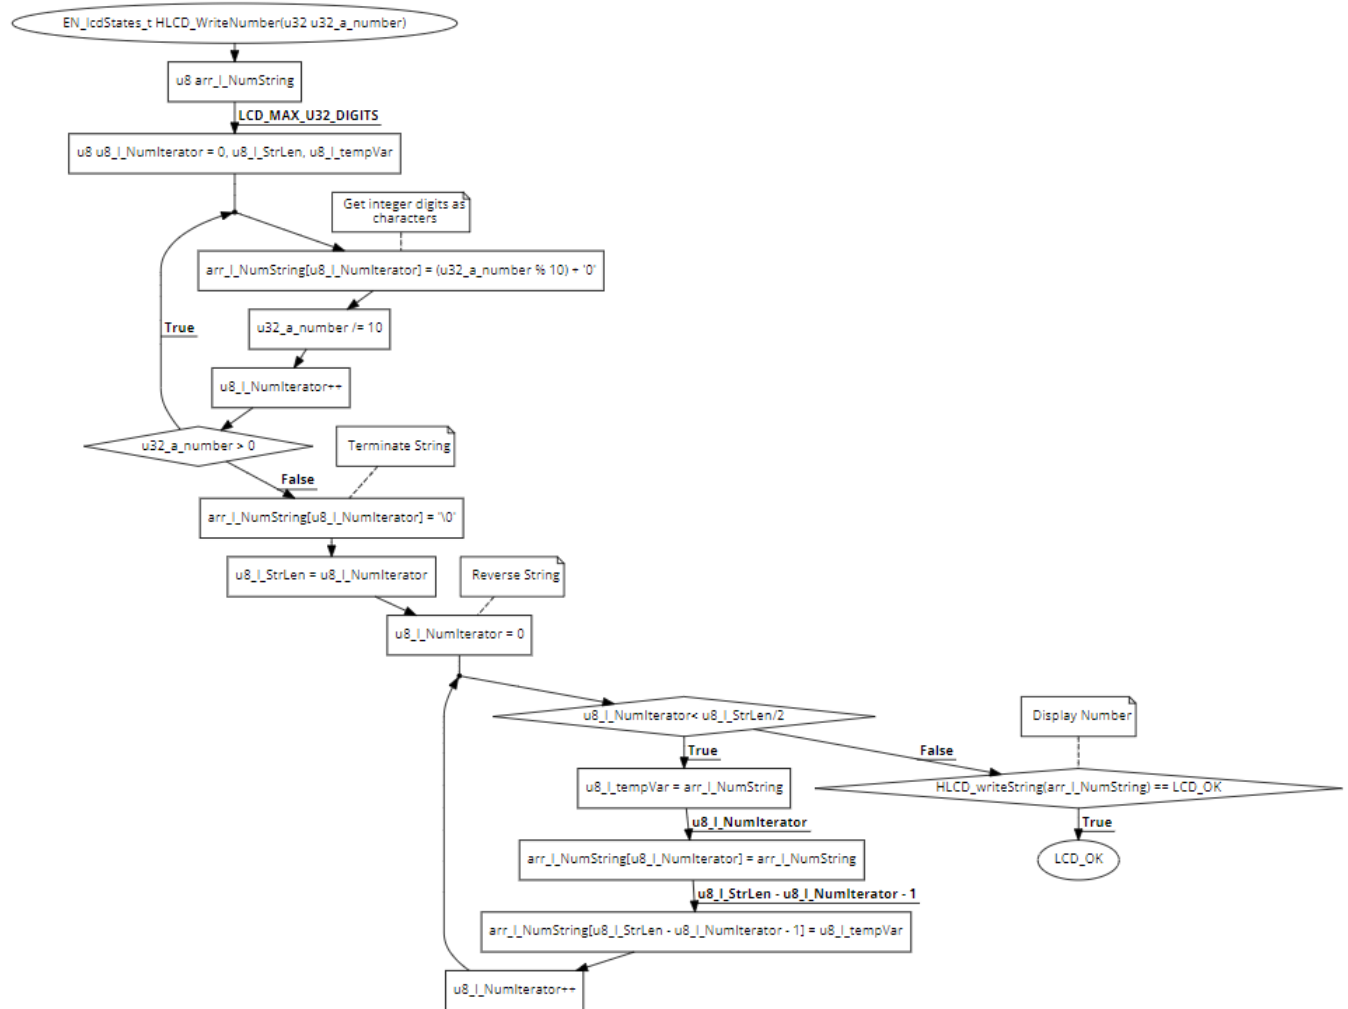 EN_lcdStates_t HLCD_WriteNumber(u32 u32_a_number)
u8 arr_l_NumString
LCD_MAX_U32_DIGITS
u8 u8_l_NumIterator = 0, u8_l_StrLen, u8_l_tempVar
Get integer digits as
characters
arr_l_NumString[u8_l_NumIterator] = (u32_a_number % 10) + '0'
u32_a_number /= 10
True
u8_l_NumIterator++
u32_a_number > 0
Terminate String
False
arr_l_NumString[u8_l_NumIterator] = '\0'
u8_l_StrLen = u8_l_NumIterator
Reverse String
u8_l_NumIterator = 0
u8_l_NumIterator< u8_l_StrLen/2
Display Number
True
False
u8_l_tempVar = arr_l_NumString
HLCD_writeString(arr_l_NumString) == LCD_OK
u8_l_NumIterator
True
arr_l_NumString[u8_l_NumIterator] = arr_l_NumString
LCD_OK
u8_l_StrLen - u8_l_NumIterator - 1
arr_l_NumString[u8_l_StrLen - u8_l_NumIterator - 1] = u8_l_tempVar
u8_l_NumIterator++